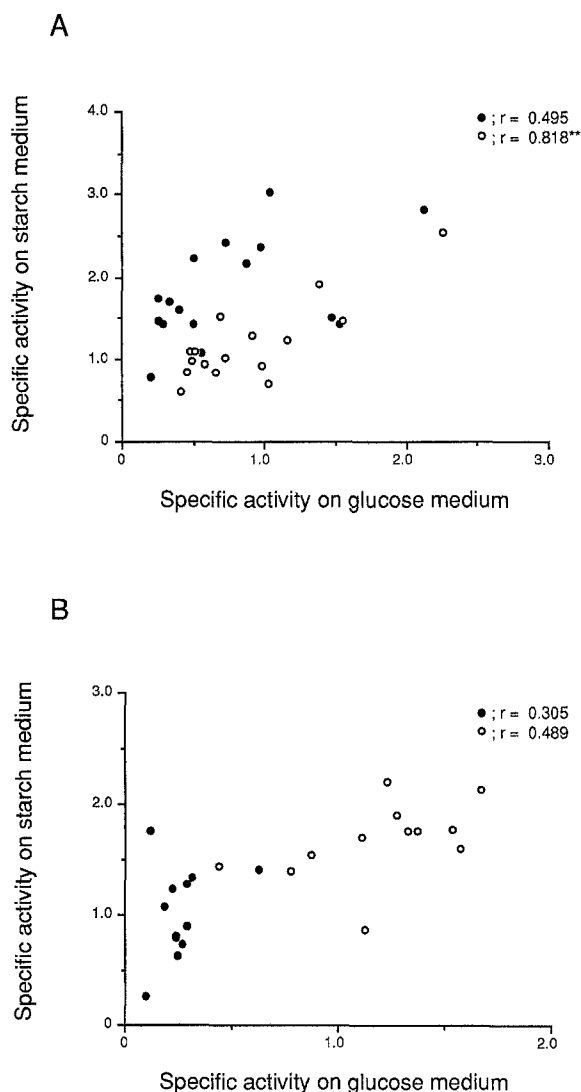 A
● ; r = 0.495
○ ; r = 0.818**
4.0
3.0
2.0
1.0
0
Specific activity on starch medium
0 1.0 2.0 3.0
Specific activity on glucose medium
B
● ; r = 0.305
○ ; r = 0.489
3.0
2.0
1.0
0
Specific activity on starch medium
0 1.0 2.0
Specific activity on glucose medium